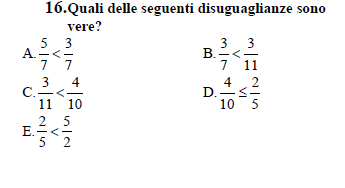 16.Quali delle seguenti disuguaglianze sono
vere?
A. 5/7 < 3/7 B. 3/7 < 3/11
C. 3/11 < 4/10 D. 4/10 ≤ 2/5
E. 2/5 < 5/2